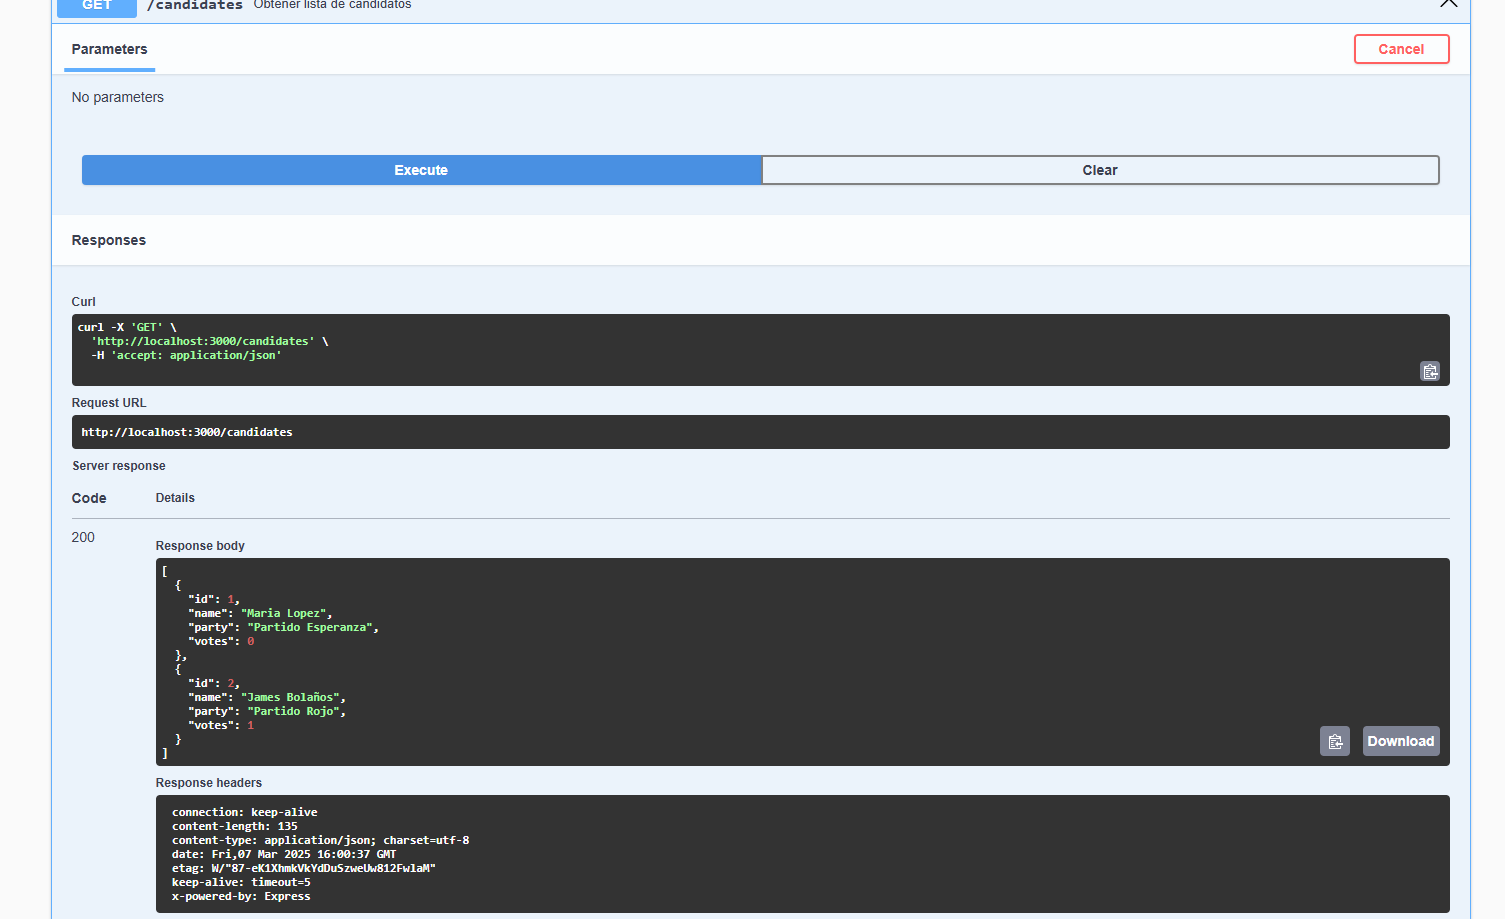 GET /candidates Obtener lista de candidatos
Parameters
Cancel
No parameters
Execute
Clear
Responses
Curl
curl -X 'GET' \
  'http://localhost:3000/candidates' \
  -H 'accept: application/json'
Request URL
http://localhost:3000/candidates
Server response
Code Details
200
Response body
[
  {
    "id": 1,
    "name": "Maria Lopez",
    "party": "Partido Esperanza",
    "votes": 0
  },
  {
    "id": 2,
    "name": "James Bolaños",
    "party": "Partido Rojo",
    "votes": 1
  }
]
Download
Response headers
connection: keep-alive
content-length: 135
content-type: application/json; charset=utf-8
date: Fri,07 Mar 2025 16:00:37 GMT
etag: W/"87-eK1XhmkVkYdDuSzweUw812FwlaM"
keep-alive: timeout=5
x-powered-by: Express